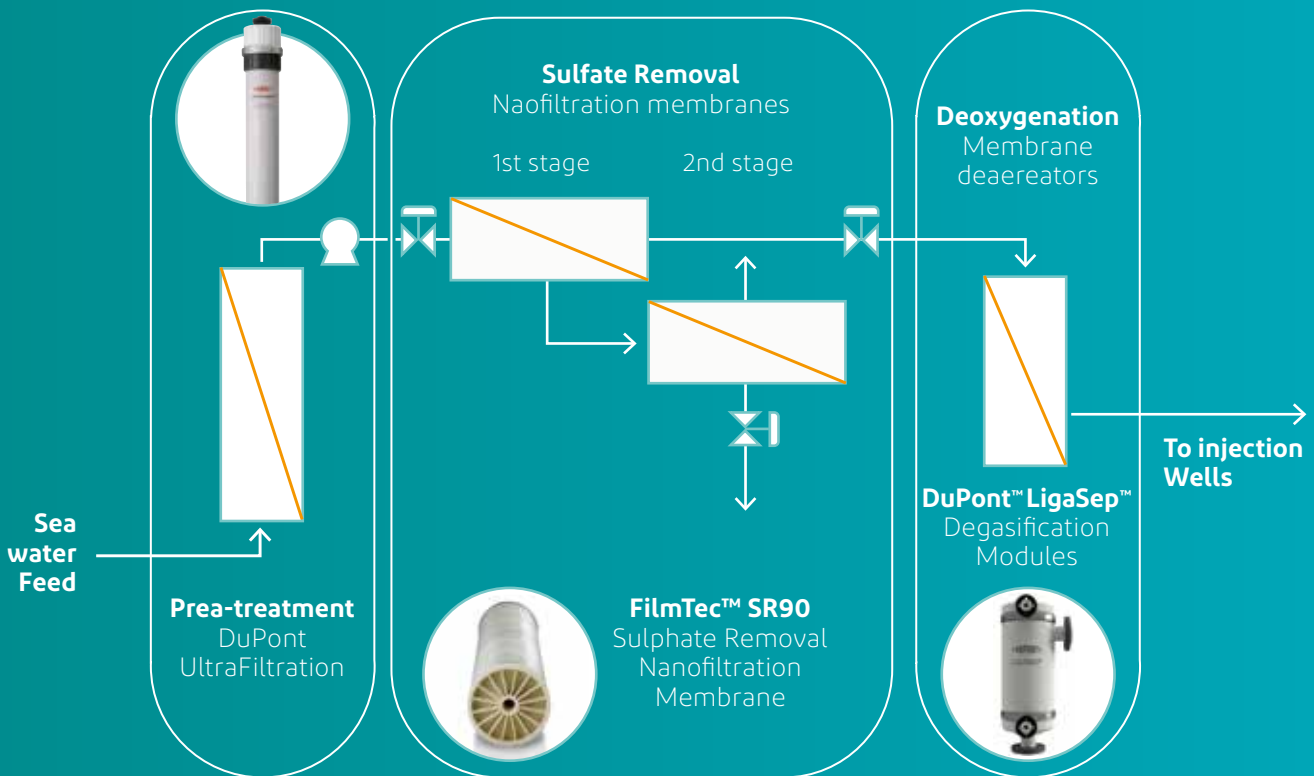 Sulfate Removal
Naofiltration membranes
1st stage
2nd stage
Deoxygenation
Membrane
deaereators
Sea
water
Feed
Prea-treatment
DuPont
UltraFiltration
FilmTec™ SR90
Sulphate Removal
Nanofiltration
Membrane
DuPont™ LigaSep™
Degasification
Modules
To injection
Wells